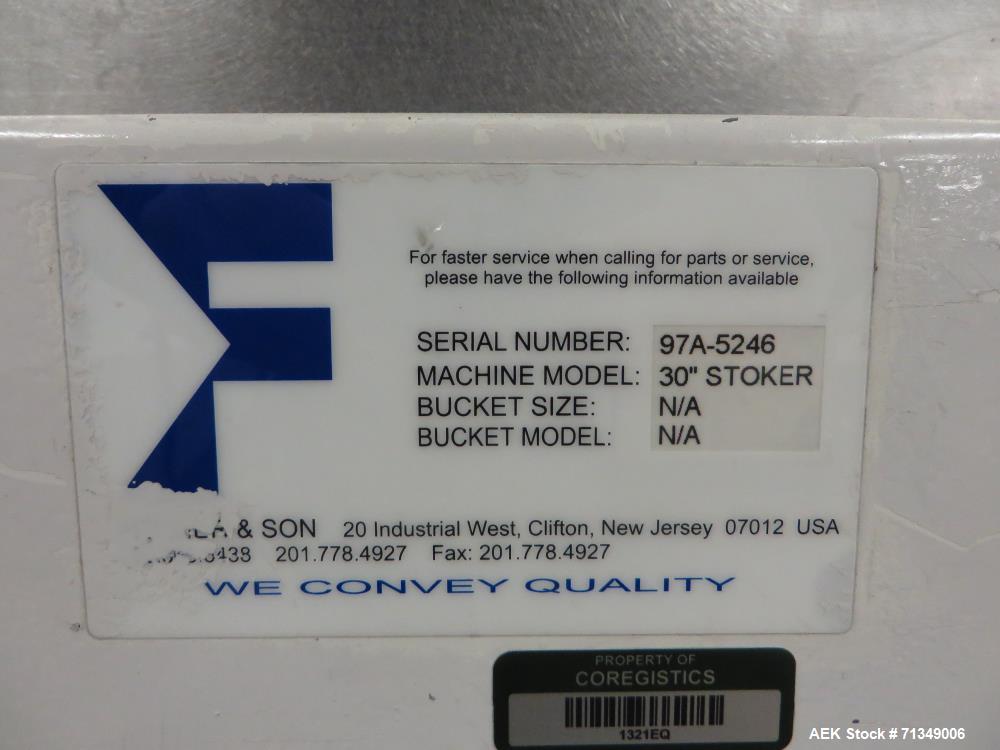 For faster service when calling for parts or service,
please have the following information available
SERIAL NUMBER: 97A-5246
MACHINE MODEL: 30" STOKER
BUCKET SIZE: N/A
BUCKET MODEL: N/A
& SON 20 Industrial West, Clifton, New Jersey 07012 USA
201.778.4927 Fax: 201.778.4927
WE CONVEY QUALITY
PROPERTY OF
COREGISTICS
1321EQ
AEK Stock # 71349006